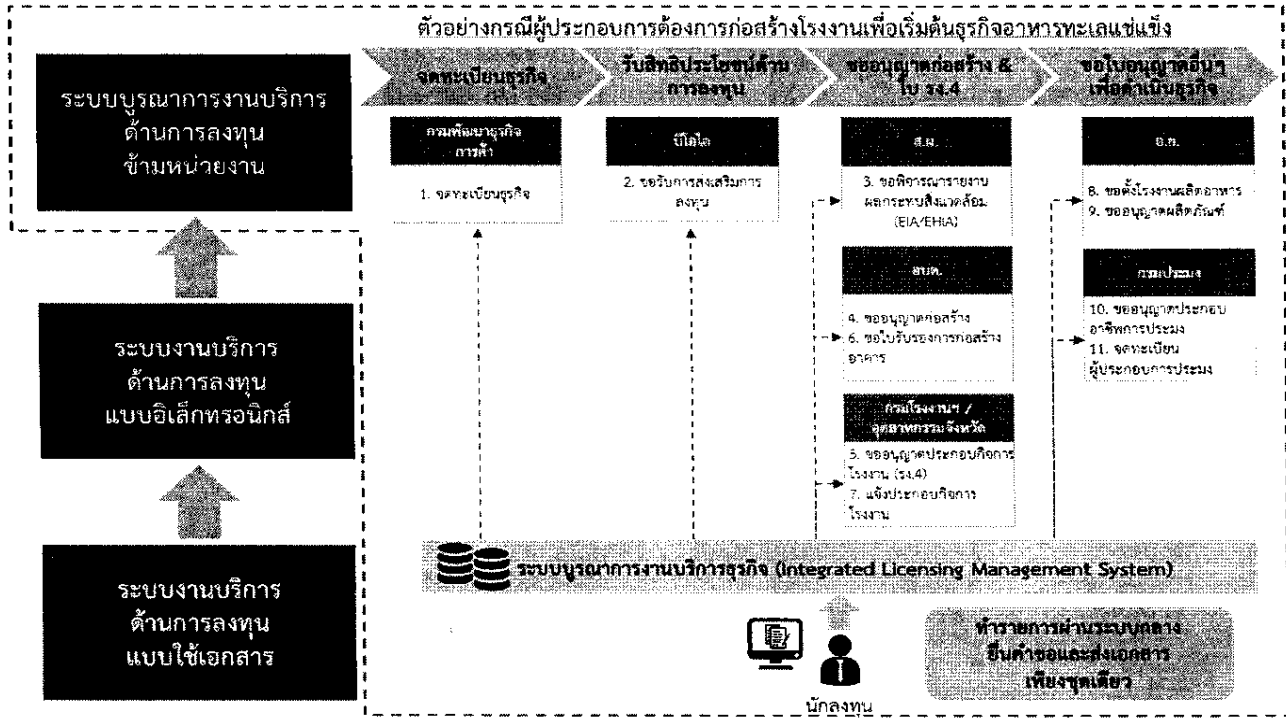 ตัวอย่างกรณีผู้ประกอบการต้องการก่อสร้างโรงงานเพื่อเริ่มต้นธุรกิจอาหารทะเลแช่แข็ง
ระบบบูรณาการงานบริการ
ด้านการลงทุน
ข้ามหน่วยงาน
ระบบงานบริการ
ด้านการลงทุน
แบบอิเล็กทรอนิกส์
ระบบงานบริการ
ด้านการลงทุน
แบบใช้เอกสาร
จดทะเบียนธุรกิจ
กรมพัฒนาธุรกิจ
การค้า
1. จดทะเบียนธุรกิจ
รับสิทธิประโยชน์ด้าน
การลงทุน
บีโอไอ
2. ขอรับการส่งเสริมการ
ลงทุน
ขออนุญาตก่อสร้าง &
ใบ รง.4
ส.ผ.
3. ขอพิจารณารายงาน
ผลกระทบสิ่งแวดล้อม
(EIA/EHIA)
อบต.
4. ขออนุญาตก่อสร้าง
6. ขอใบรับรองการก่อสร้าง
อาคาร
กรมโรงงานฯ /
อุตสาหกรรมจังหวัด
5. ขออนุญาตประกอบกิจการ
โรงงาน (รง.4)
7. แจ้งประกอบกิจการ
โรงงาน
ขอใบอนุญาตอื่นๆ
เพื่อดำเนินธุรกิจ
อ.ย.
8. ขอตั้งโรงงานผลิตอาหาร
9. ขออนุญาตผลิตภัณฑ์
กรมประมง
10. ขออนุญาตประกอบ
อาชีพการประมง
11. จดทะเบียน
ผู้ประกอบการประมง
ระบบบูรณาการงานบริการธุรกิจ (Integrated Licensing Management System)
นักลงทุน
ทำรายการผ่านระบบกลาง
ยื่นคำขอและส่งเอกสาร
เพียงชุดเดียว